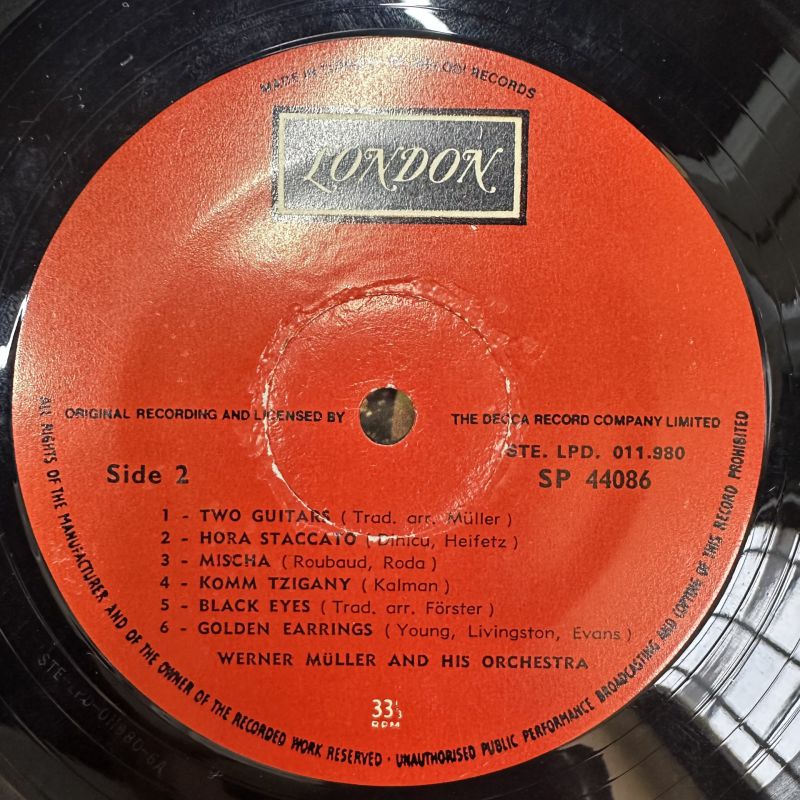 MADE IN RECORDS
LONDON
ORIGINAL RECORDING AND LICENSED BY THE DECCA RECORD COMPANY LIMITED
STE. LPD. 011.980
Side 2 SP 44086
1 - TWO GUITARS ( Trad. arr. Müller )
2 - HORA STACCATO ( Dinicu, Heifetz )
3 - MISCHA ( Roubaud, Roda )
4 - KOMM TZIGANY ( Kalman )
5 - BLACK EYES ( Trad. arr. Förster )
6 - GOLDEN EARRINGS ( Young, Livingston, Evans )
WERNER MÜLLER AND HIS ORCHESTRA
33⅓
RPM
ALL RIGHTS OF THE MANUFACTURER AND OF THE OWNER OF THE RECORDED WORK RESERVED · UNAUTHORISED PUBLIC PERFORMANCE BROADCASTING AND COPYING OF THIS RECORD PROHIBITED